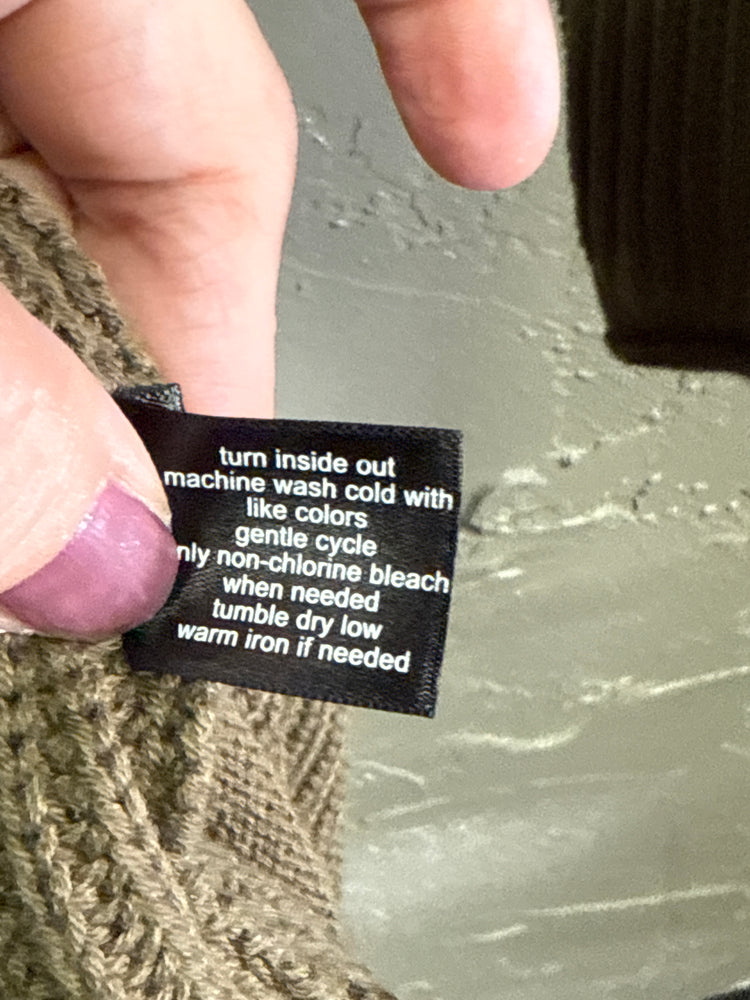 turn inside out
machine wash cold with
like colors
gentle cycle
nly non-chlorine bleach
when needed
tumble dry low
warm iron if needed